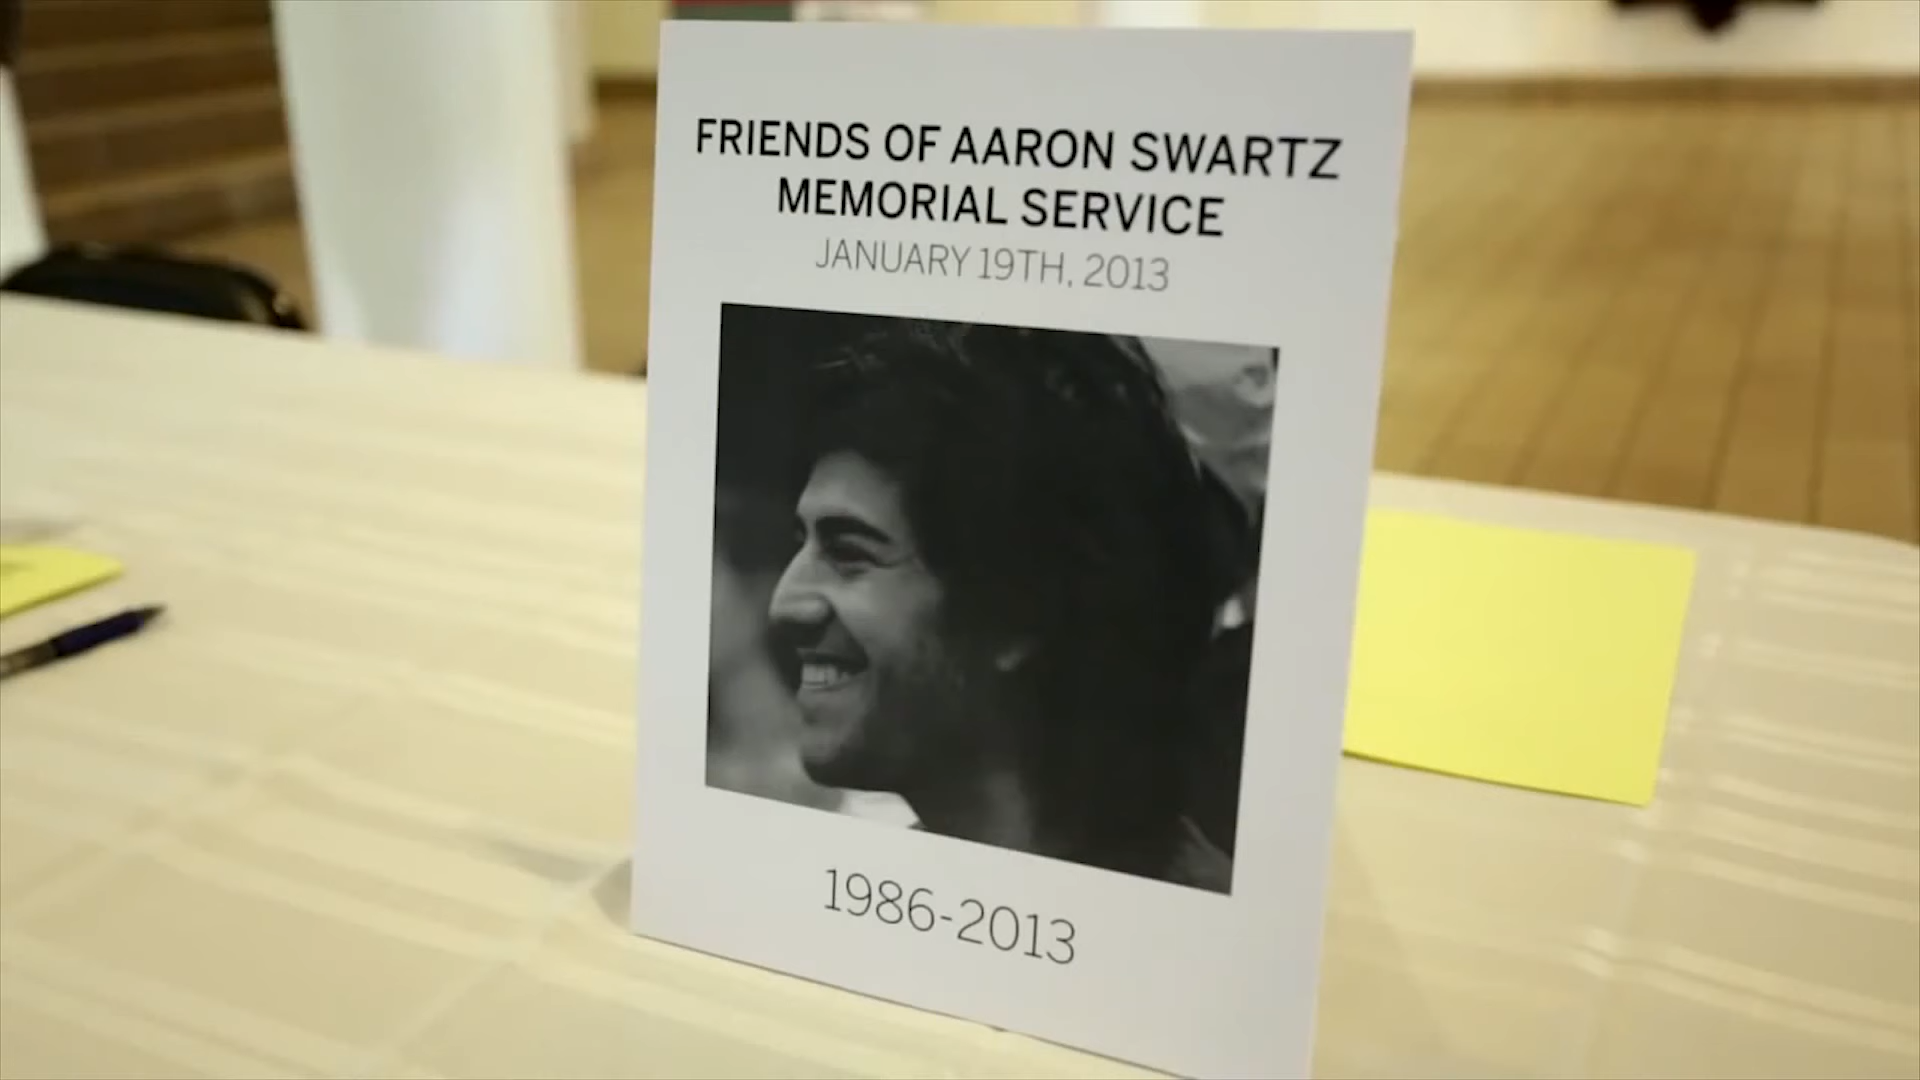 FRIENDS OF AARON SWARTZ
MEMORIAL SERVICE
JANUARY 19TH, 2013
1986-2013